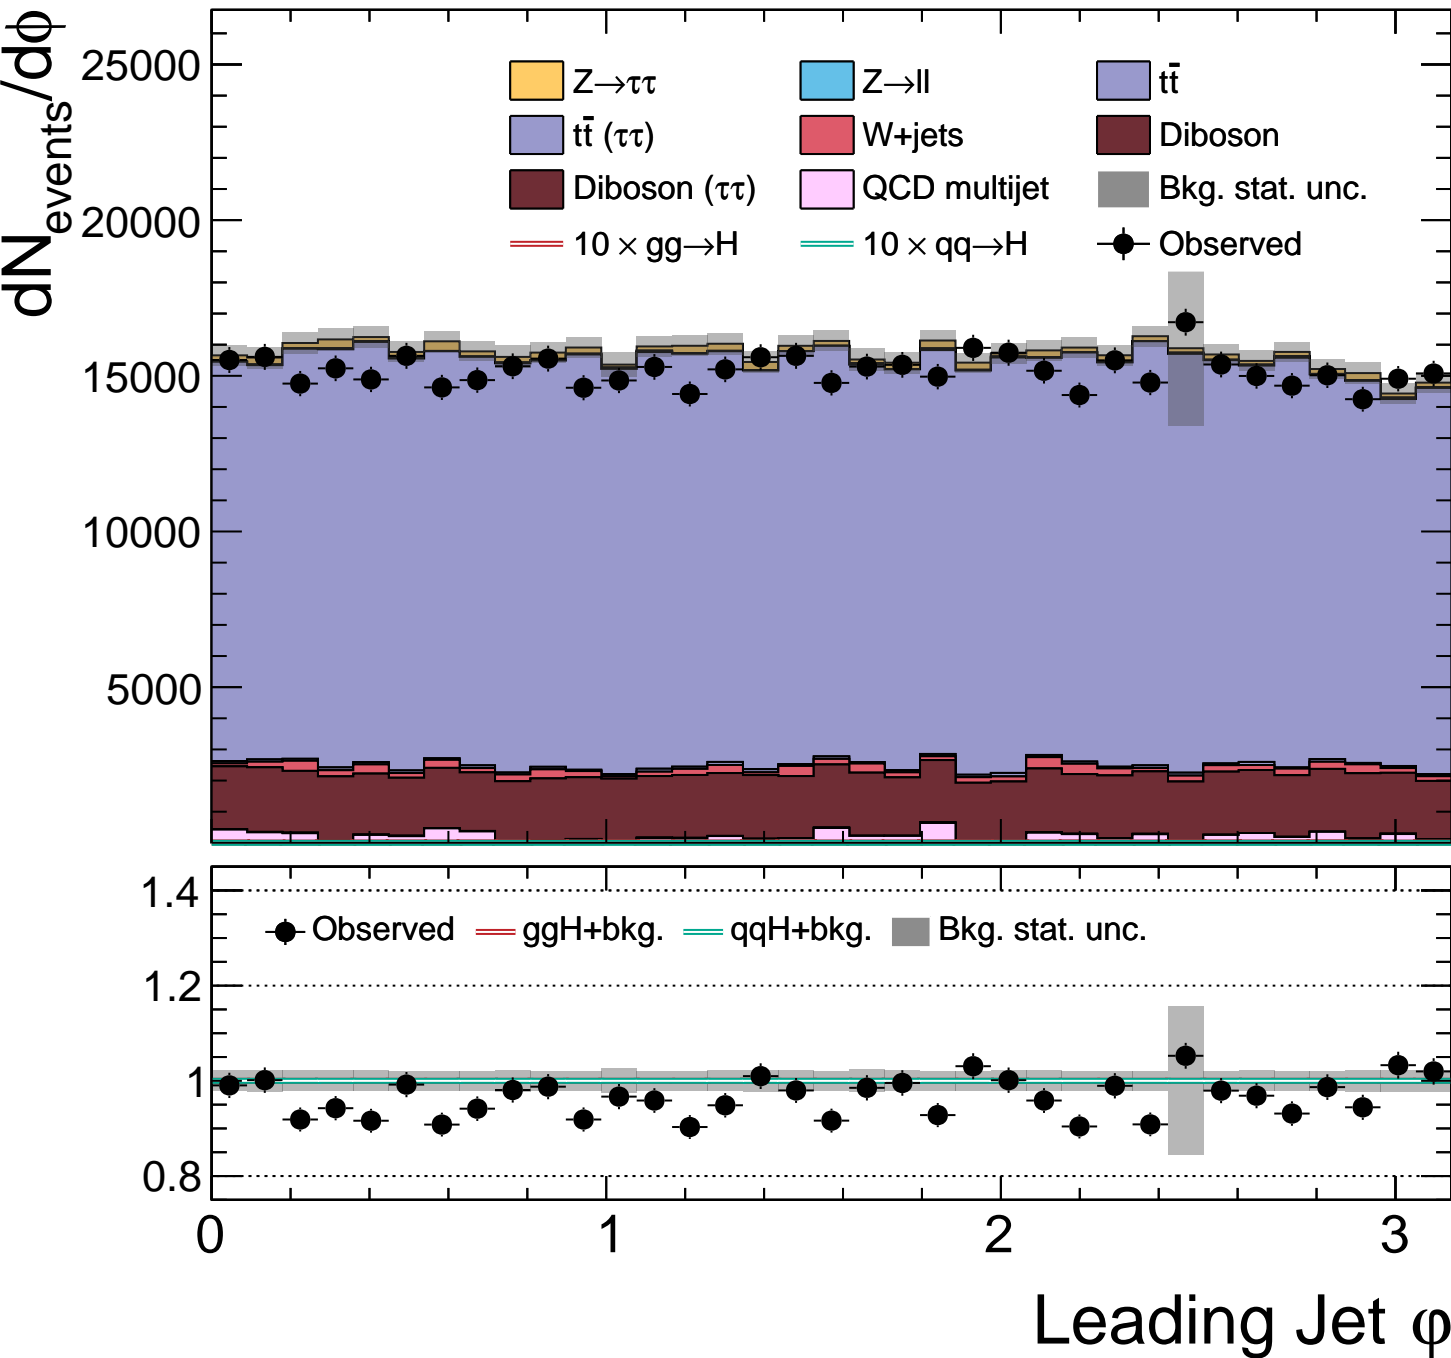 dNevents/dϕ
25000
20000
15000
10000
5000
Z→ττ Z→ll tt̄
tt̄ (ττ) W+jets Diboson
Diboson (ττ) QCD multijet Bkg. stat. unc.
10 × gg→H 10 × qq→H Observed
1.4
1.2
1
0.8
Observed ggH+bkg. qqH+bkg. Bkg. stat. unc.
0 1 2 3
Leading Jet φ